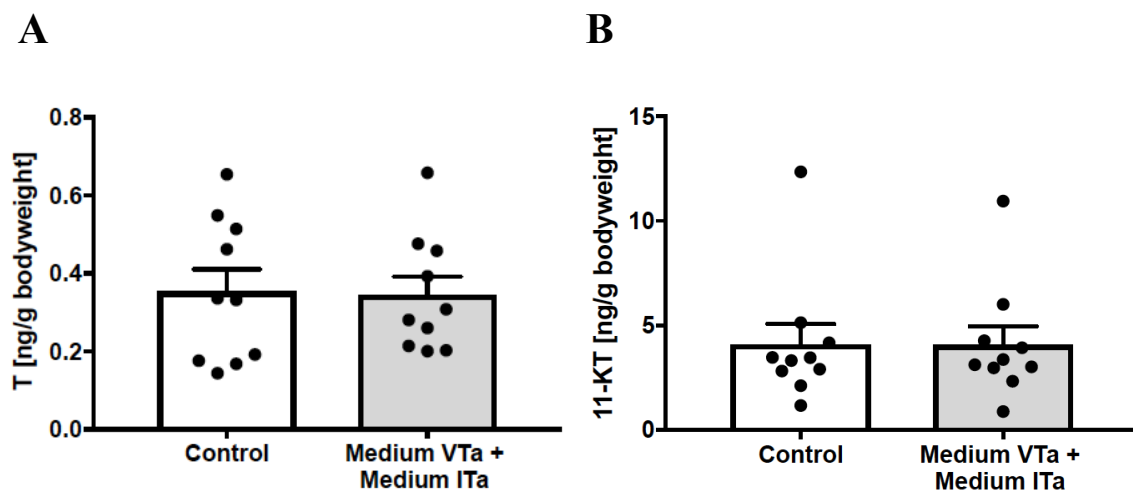 A
T [ng/g bodyweight]
0.8
0.6
0.4
0.2
0.0
Control
Medium VTa +
Medium ITa
B
11-KT [ng/g bodyweight]
15
10
5
0
Control
Medium VTa +
Medium ITa